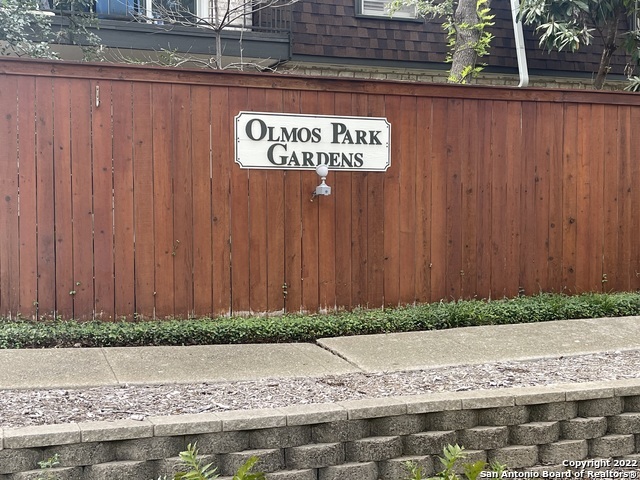 OLMOS PARK
GARDENS
Copyright 2022
San Antonio Board of Realtors®